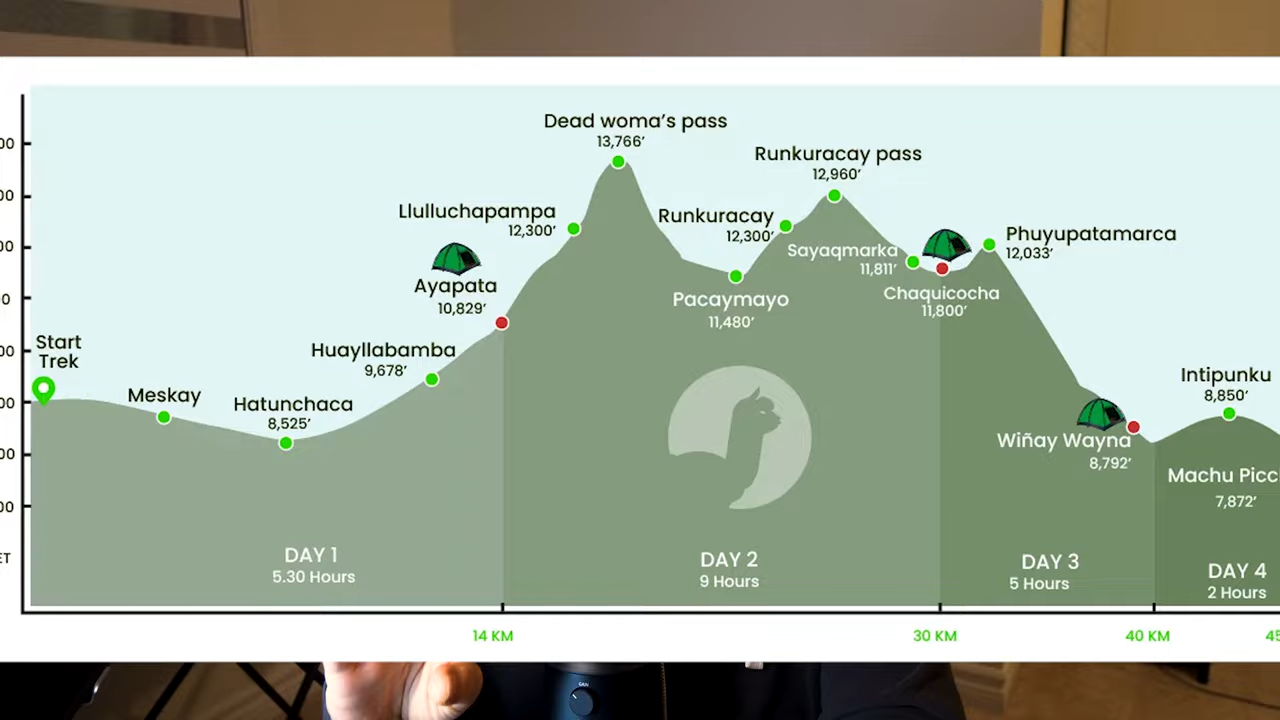 Dead woma's pass
13,766'
Runkuracay pass
12,960'
Llulluchapampa
12,300'
Runkuracay
12,300'
Phuyupatamarca
12,033'
Sayaqmarka
11,811'
Ayapata
10,829'
Chaquicocha
11,800'
Pacaymayo
11,480'
Start
Trek
Huayllabamba
9,678'
Meskay
Hatunchaca
8,525'
Intipunku
8,850'
Wiñay Wayna
8,792'
Machu Picc
7,872'
DAY 1
5.30 Hours
DAY 2
9 Hours
DAY 3
5 Hours
DAY 4
2 Hours
14 KM
30 KM
40 KM
45